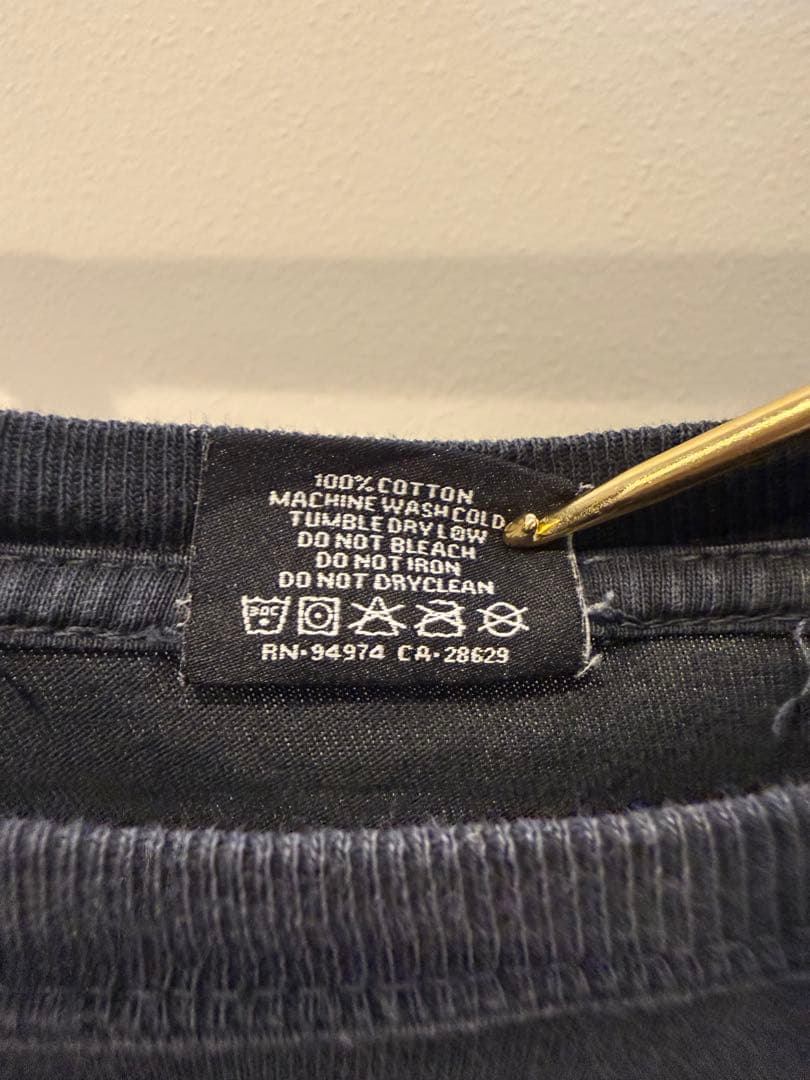 100% COTTON
MACHINE WASH COLD
TUMBLE DRY LOW
DO NOT BLEACH
DO NOT IRON
DO NOT DRYCLEAN
30C
RN·94974 CA·28629